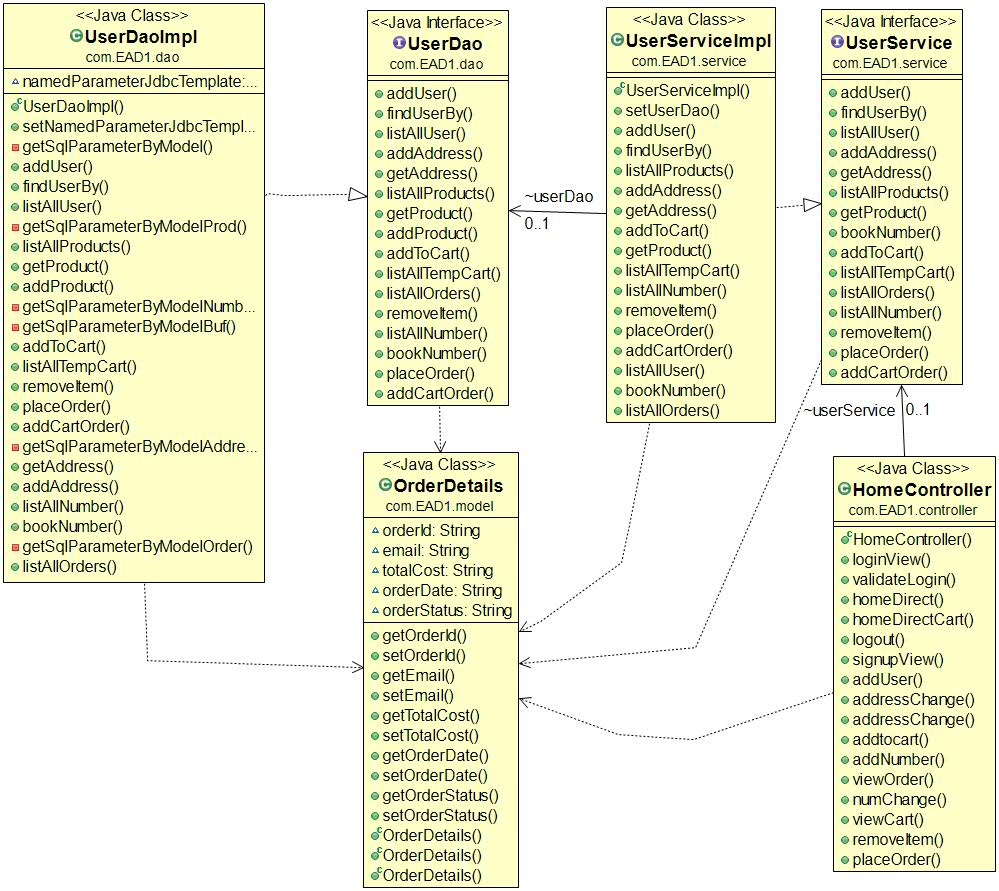 <<Java Class>>
UserDaoImpl
com.EAD1.dao
namedParameterJdbcTemplate:...
UserDaoImpl()
setNamedParameterJdbcTempl...
getSqlParameterByModel()
addUser()
findUserBy()
listAllUser()
getSqlParameterByModelProd()
listAllProducts()
getProduct()
addProduct()
getSqlParameterByModelNumb...
getSqlParameterByModelBuf()
addToCart()
listAllTempCart()
removeItem()
placeOrder()
addCartOrder()
getSqlParameterByModelAddre...
getAddress()
addAddress()
listAllNumber()
bookNumber()
getSqlParameterByModelOrder()
listAllOrders()
<<Java Interface>>
UserDao
com.EAD1.dao
addUser()
findUserBy()
listAllUser()
addAddress()
getAddress()
listAllProducts()
getProduct()
addProduct()
addToCart()
listAllTempCart()
listAllOrders()
removeItem()
listAllNumber()
bookNumber()
placeOrder()
addCartOrder()
~userDao
0..1
<<Java Class>>
UserServiceImpl
com.EAD1.service
UserServiceImpl()
setUserDao()
addUser()
findUserBy()
listAllProducts()
addAddress()
getAddress()
addToCart()
getProduct()
listAllTempCart()
listAllNumber()
removeItem()
placeOrder()
addCartOrder()
listAllUser()
bookNumber()
listAllOrders()
<<Java Interface>>
UserService
com.EAD1.service
addUser()
findUserBy()
listAllUser()
addAddress()
getAddress()
listAllProducts()
getProduct()
bookNumber()
addToCart()
listAllTempCart()
listAllOrders()
listAllNumber()
removeItem()
placeOrder()
addCartOrder()
~userService 0..1
<<Java Class>>
OrderDetails
com.EAD1.model
orderId: String
email: String
totalCost: String
orderDate: String
orderStatus: String
getOrderId()
setOrderId()
getEmail()
setEmail()
getTotalCost()
setTotalCost()
getOrderDate()
setOrderDate()
getOrderStatus()
setOrderStatus()
OrderDetails()
OrderDetails()
OrderDetails()
<<Java Class>>
HomeController
com.EAD1.controller
HomeController()
loginView()
validateLogin()
homeDirect()
homeDirectCart()
logout()
signupView()
addUser()
addressChange()
addressChange()
addtocart()
addNumber()
viewOrder()
numChange()
viewCart()
removeItem()
placeOrder()